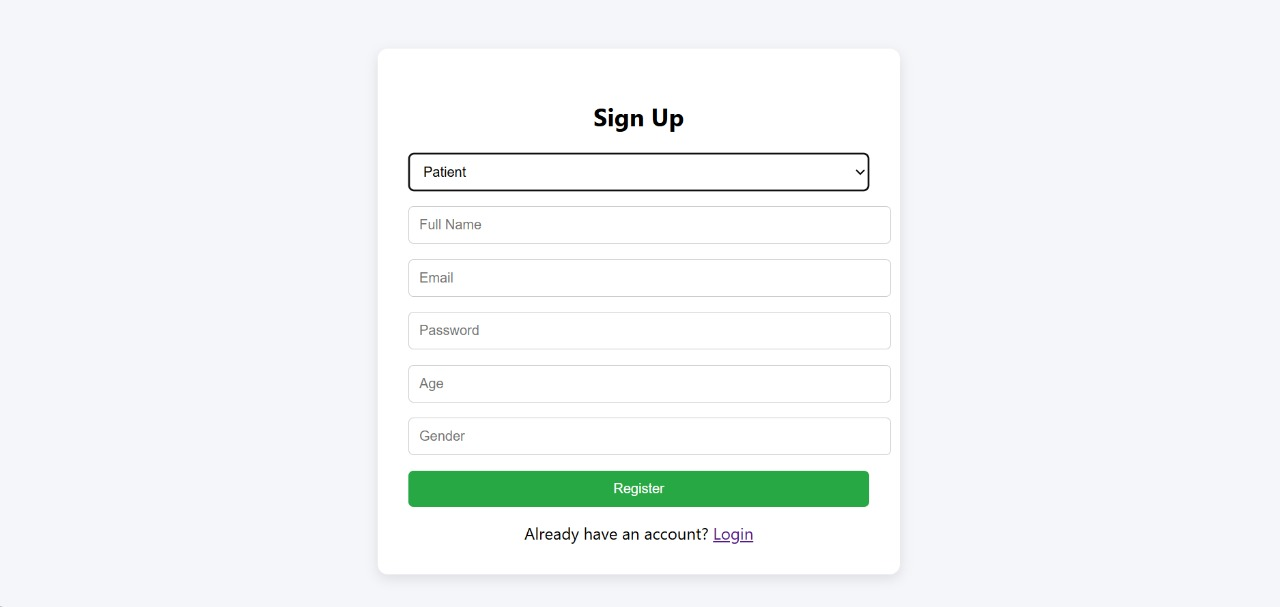 Sign Up
Patient
Full Name
Email
Password
Age
Gender
Register
Already have an account? Login